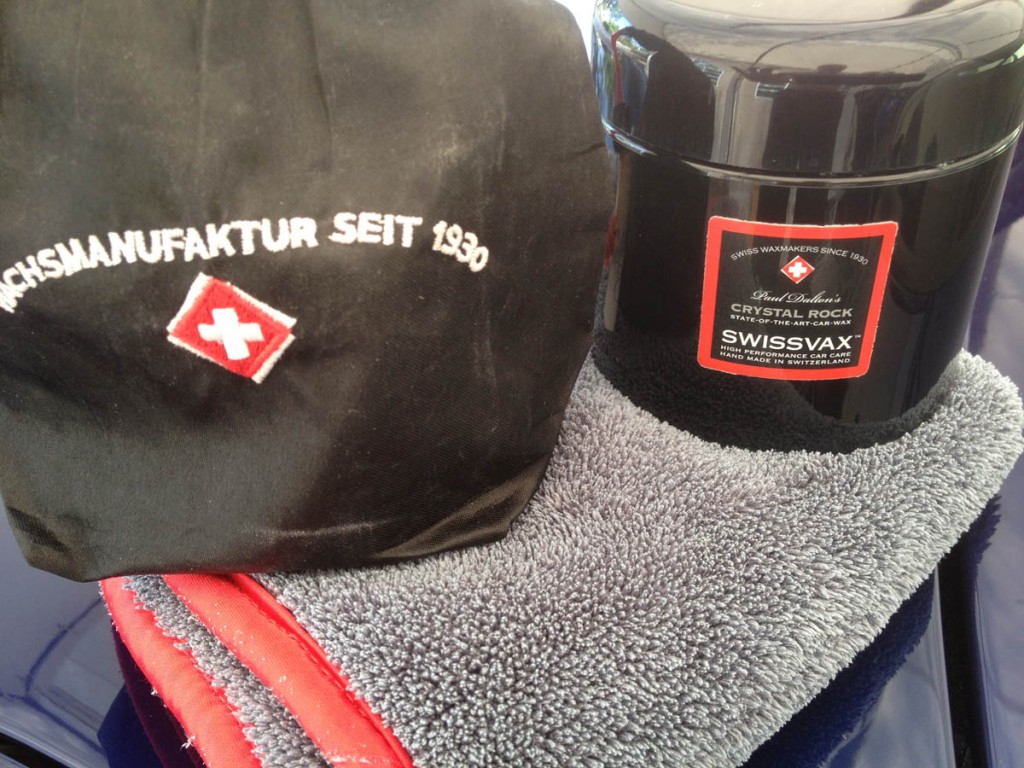 WACHSMANUFAKTUR SEIT 1930
SWISS WAXMAKERS SINCE 1930
Paul Dalton's
CRYSTAL ROCK
STATE-OF-THE-ART-CAR-WAX
SWISSVAX™
HIGH PERFORMANCE CAR CARE
HAND MADE IN SWITZERLAND